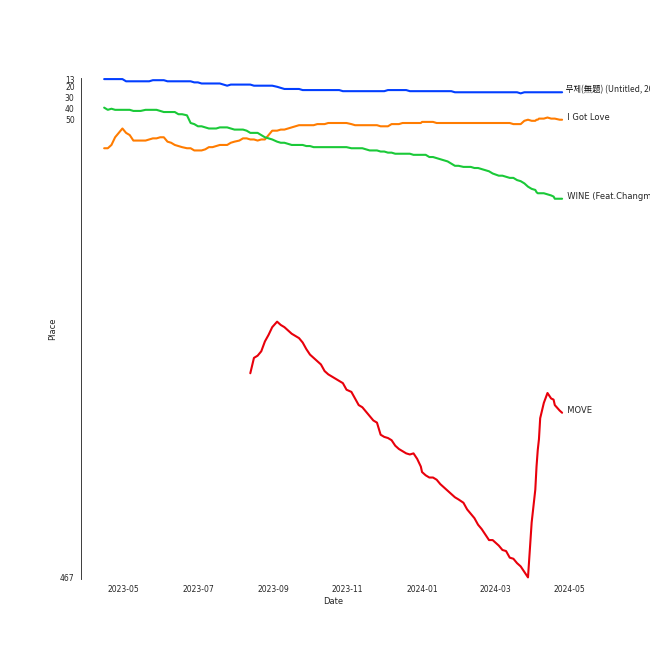 13
20
30
40
50
467
Place
무제(無題) (Untitled, 20
I Got Love
WINE (Feat.Changm
MOVE
2023-05
2023-07
2023-09
2023-11
2024-01
2024-03
2024-05
Date